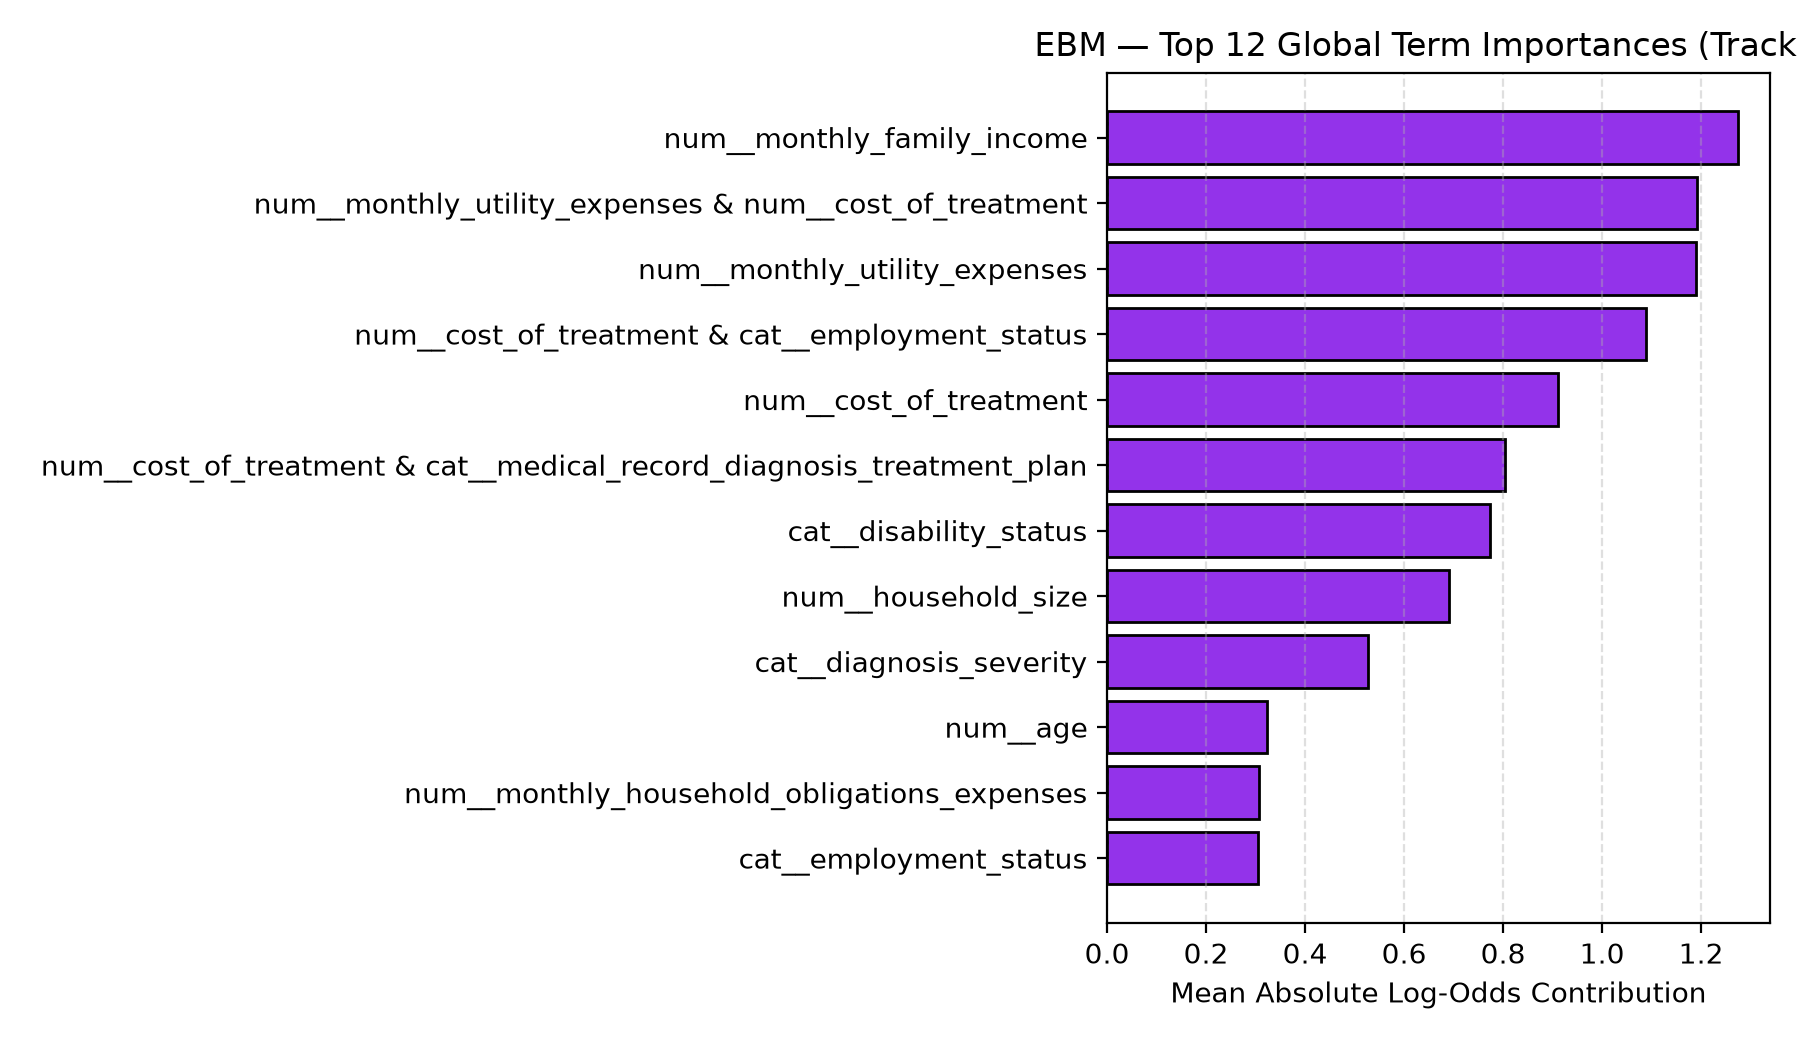 EBM — Top 12 Global Term Importances (Track
num__monthly_family_income
num__monthly_utility_expenses & num__cost_of_treatment
num__monthly_utility_expenses
num__cost_of_treatment & cat__employment_status
num__cost_of_treatment
num__cost_of_treatment & cat__medical_record_diagnosis_treatment_plan
cat__disability_status
num__household_size
cat__diagnosis_severity
num__age
num__monthly_household_obligations_expenses
cat__employment_status
0.0 0.2 0.4 0.6 0.8 1.0 1.2
Mean Absolute Log-Odds Contribution